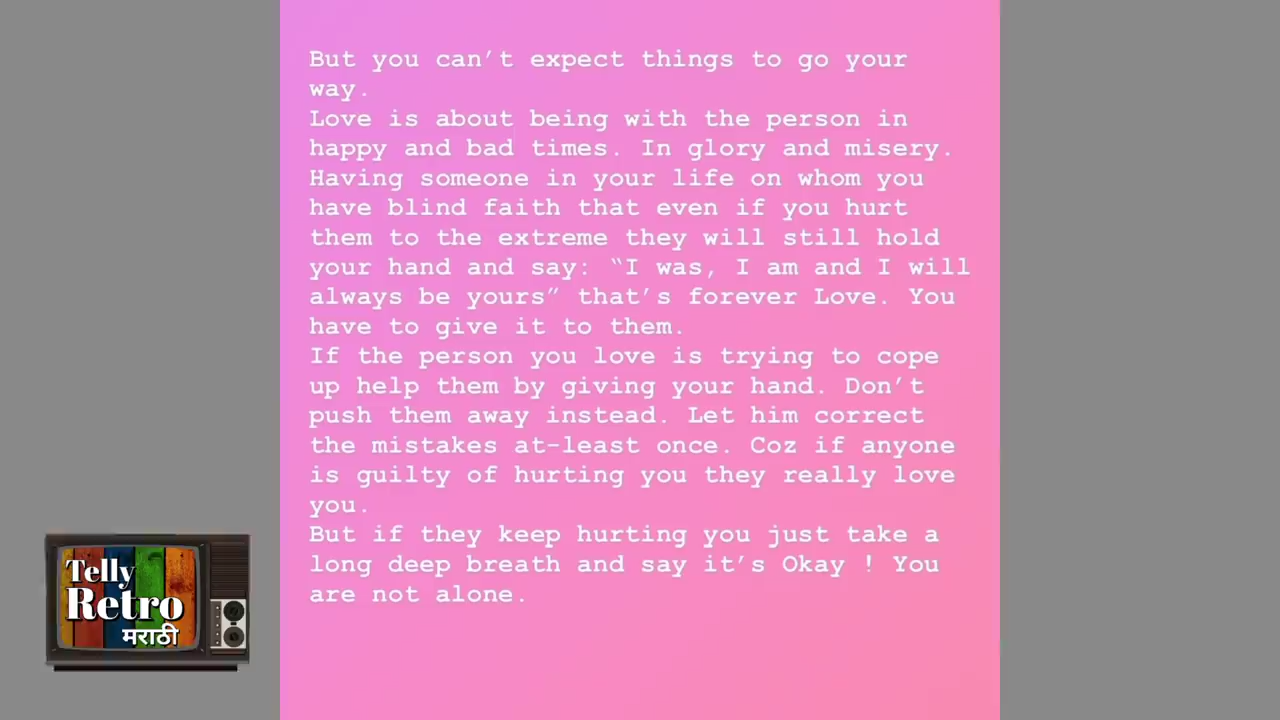 But you can’t expect things to go your
way.
Love is about being with the person in
happy and bad times. In glory and misery.
Having someone in your life on whom you
have blind faith that even if you hurt
them to the extreme they will still hold
your hand and say: “I was, I am and I will
always be yours” that’s forever Love. You
have to give it to them.
If the person you love is trying to cope
up help them by giving your hand. Don’t
push them away instead. Let him correct
the mistakes at-least once. Coz if anyone
is guilty of hurting you they really love
you.
But if they keep hurting you just take a
long deep breath and say it’s Okay ! You
are not alone.
Telly
Retro
मराठी